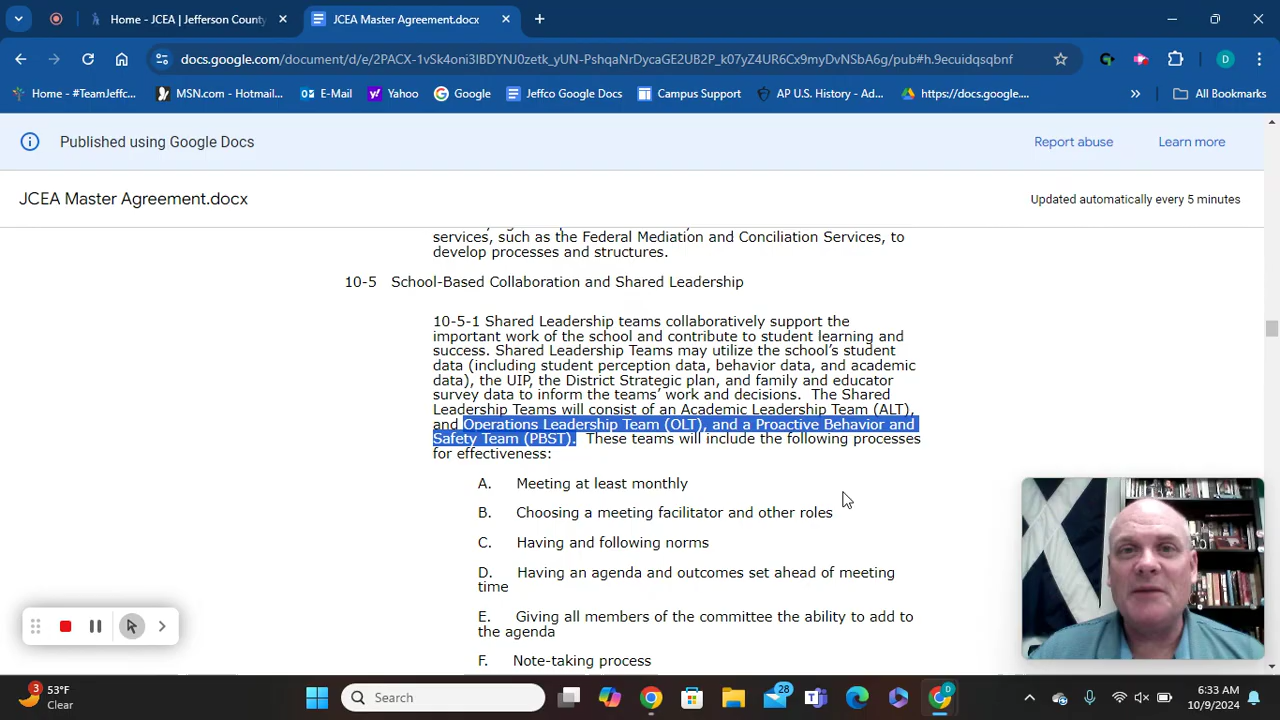 Home - JCEA | Jefferson County
JCEA Master Agreement.docx
docs.google.com/document/d/e/2PACX-1vSk4oni3IBDYNJ0zetk_yUN-PshqaNrDycaGE2UB2P_k07yZ4UR6Cx9myDvNSbA6g/pub#h.9ecuidqsqbnf
D
Home - #TeamJeffc...
MSN.com - Hotmail...
E-Mail
Yahoo
Google
Jeffco Google Docs
Campus Support
AP U.S. History - Ad...
https://docs.google....
All Bookmarks
Published using Google Docs
Report abuse
Learn more
JCEA Master Agreement.docx
Updated automatically every 5 minutes
services, such as the Federal Mediation and Conciliation Services, to
develop processes and structures.
10-5 School-Based Collaboration and Shared Leadership
10-5-1 Shared Leadership teams collaboratively support the
important work of the school and contribute to student learning and
success. Shared Leadership Teams may utilize the school's student
data (including student perception data, behavior data, and academic
data), the UIP, the District Strategic plan, and family and educator
survey data to inform the teams' work and decisions. The Shared
Leadership Teams will consist of an Academic Leadership Team (ALT),
and Operations Leadership Team (OLT), and a Proactive Behavior and
Safety Team (PBST). These teams will include the following processes
for effectiveness:
A. Meeting at least monthly
B. Choosing a meeting facilitator and other roles
C. Having and following norms
D. Having an agenda and outcomes set ahead of meeting
time
E. Giving all members of the committee the ability to add to
the agenda
F. Note-taking process
3
53°F
Clear
Search
28
D
6:33 AM
10/9/2024